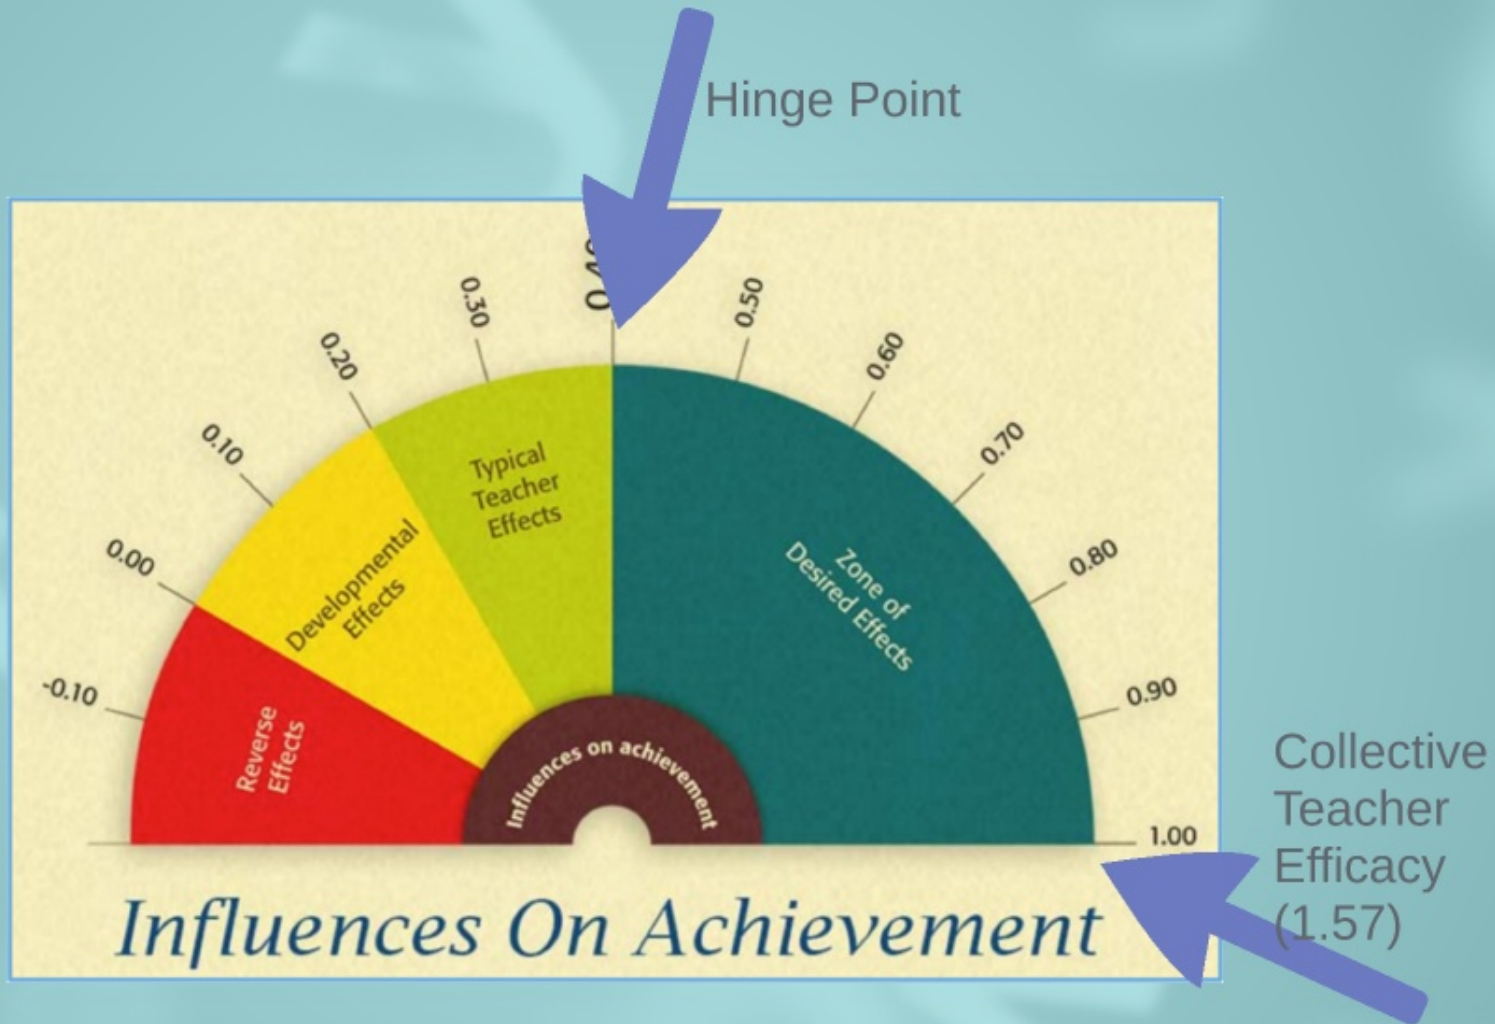 Hinge Point
-0.10
0.00
0.10
0.20
0.30
0.50
0.60
0.70
0.80
0.90
1.00
Reverse
Effects
Developmental
Effects
Typical
Teacher
Effects
Zone of
Desired Effects
Influences on achievement
Collective
Teacher
Efficacy
(1.57)
Influences On Achievement